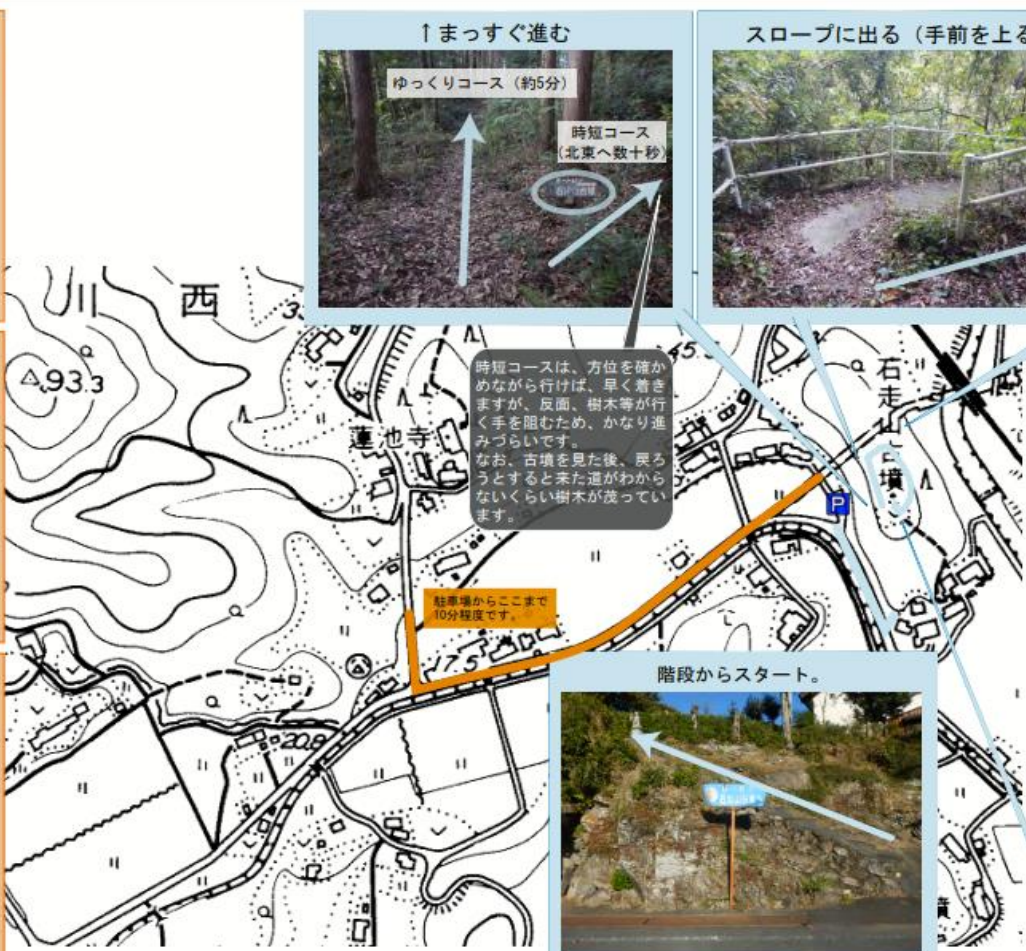 ↑まっすぐ進む
ゆっくりコース（約5分）
時短コース
（北東へ数十秒）
スロープに出る（手前を上る
川西
93.3
蓮池寺
時短コースは、方位を確か
めながら行けば、早く着き
ますが、反面、樹木等が行
く手を阻むため、かなり進
みづらいです。
なお、古墳を見た後、戻ろ
うとすると来た道がわから
ないくらい樹木が茂ってい
ます。
石走山古墳
P
駐車場からここまで
10分程度です。
17.5
20.8
階段からスタート。
墳